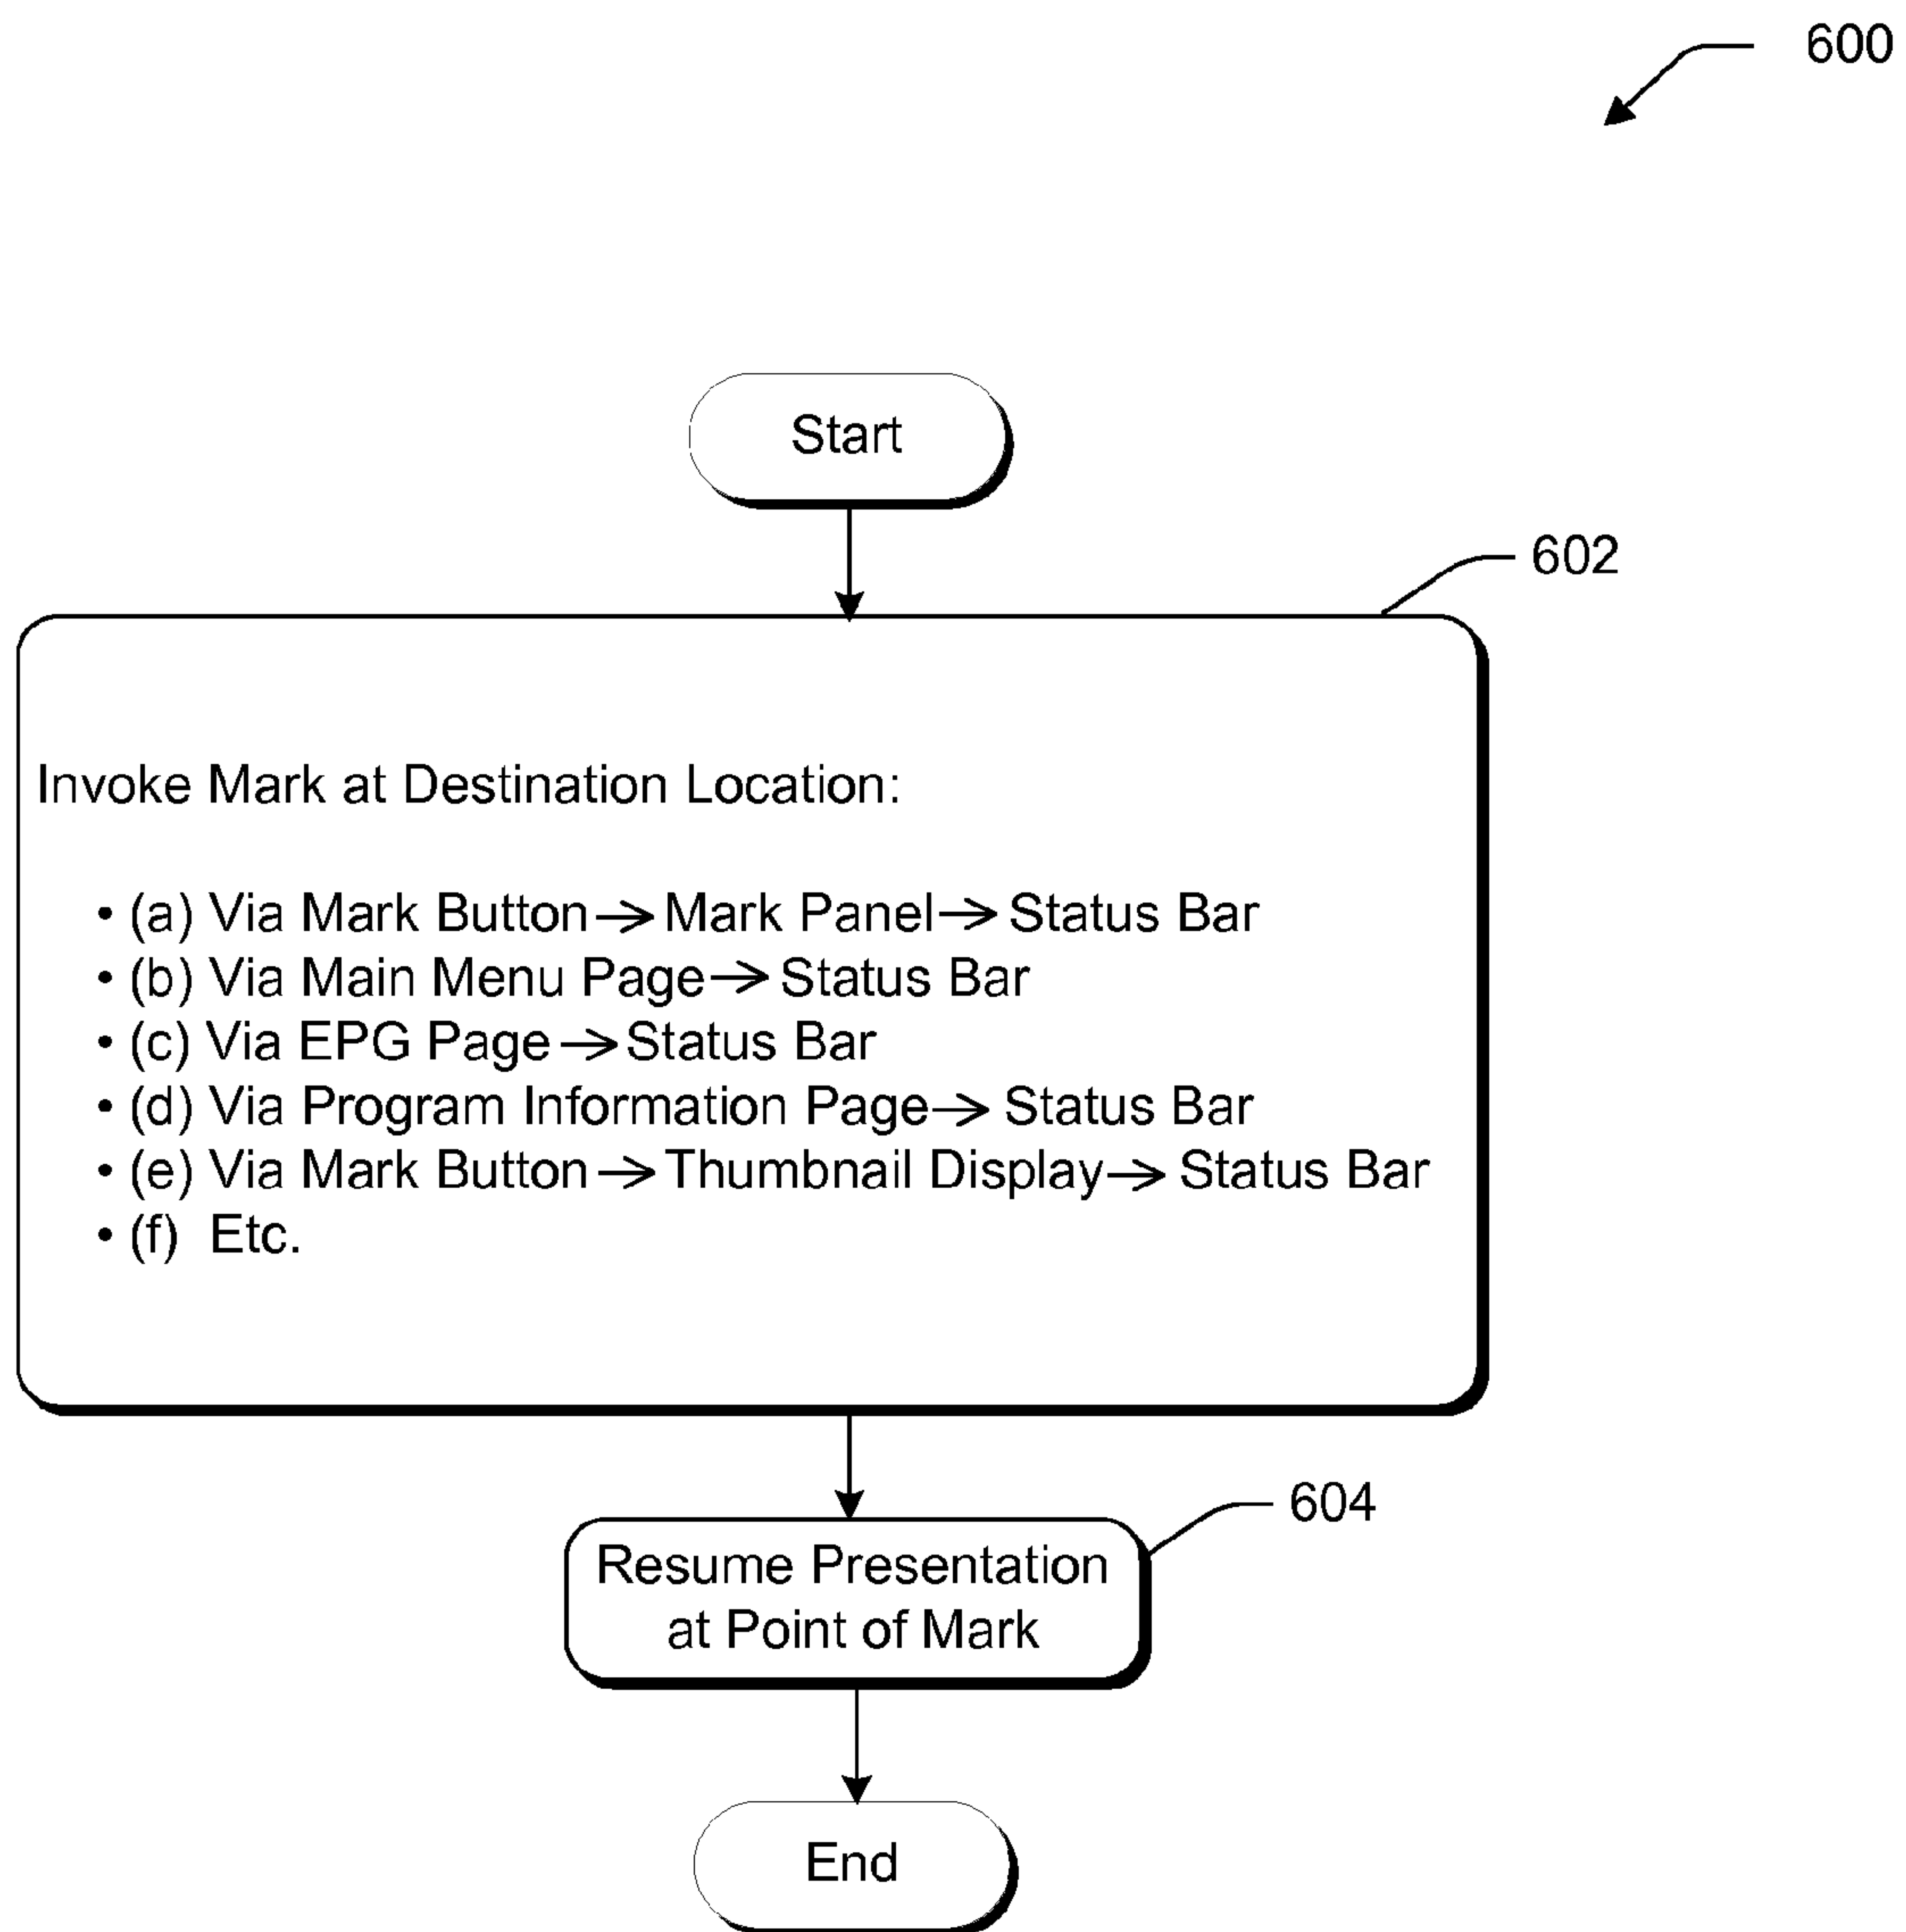 600
Start
602
Invoke Mark at Destination Location:
• (a) Via Mark Button→Mark Panel→Status Bar
• (b) Via Main Menu Page→Status Bar
• (c) Via EPG Page→Status Bar
• (d) Via Program Information Page→Status Bar
• (e) Via Mark Button→Thumbnail Display→Status Bar
• (f) Etc.
604
Resume Presentation
at Point of Mark
End